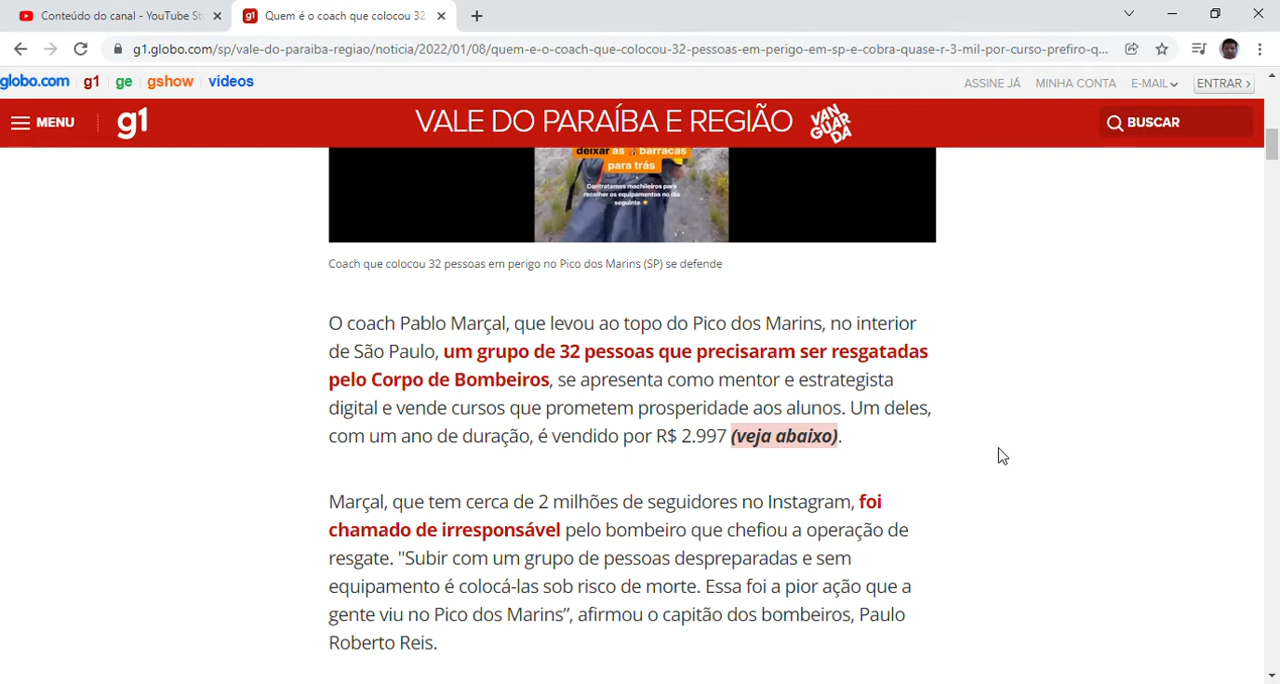 Conteúdo do canal - YouTube St
Quem é o coach que colocou 32
g1.globo.com/sp/vale-do-paraiba-regiao/noticia/2022/01/08/quem-e-o-coach-que-colocou-32-pessoas-em-perigo-em-sp-e-cobra-quase-r-3-mil-por-curso-prefiro-q...
globo.com g1 ge gshow vídeos
ASSINE JÁ MINHA CONTA E-MAIL ENTRAR ›
MENU g1 VALE DO PARAÍBA E REGIÃO VAN GUAR DA BUSCAR
deixar as barracas
para trás
Contratamos mochileiros para
recolher os equipamentos no dia
seguinte
Coach que colocou 32 pessoas em perigo no Pico dos Marins (SP) se defende
O coach Pablo Marçal, que levou ao topo do Pico dos Marins, no interior
de São Paulo, um grupo de 32 pessoas que precisaram ser resgatadas
pelo Corpo de Bombeiros, se apresenta como mentor e estrategista
digital e vende cursos que prometem prosperidade aos alunos. Um deles,
com um ano de duração, é vendido por R$ 2.997 (veja abaixo).
Marçal, que tem cerca de 2 milhões de seguidores no Instagram, foi
chamado de irresponsável pelo bombeiro que chefiou a operação de
resgate. "Subir com um grupo de pessoas despreparadas e sem
equipamento é colocá-las sob risco de morte. Essa foi a pior ação que a
gente viu no Pico dos Marins”, afirmou o capitão dos bombeiros, Paulo
Roberto Reis.